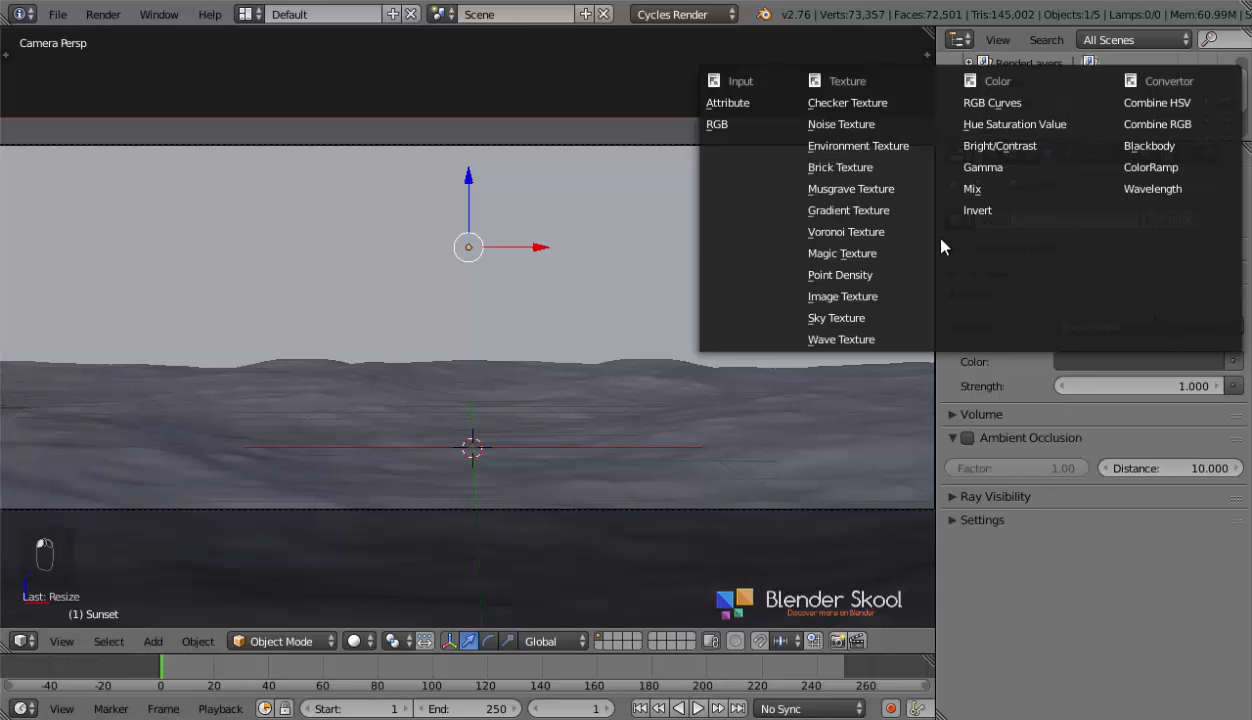 File Render Window Help Default Scene Cycles Render v2.76 | Verts:73,357 | Faces:72,501 | Tris:145,002 | Objects:1/5 | Lamps:0/0 | Mem:60.99M | S
Camera Persp
View Search All Scenes
RenderLayers
Input Texture Color Convertor
Attribute Checker Texture RGB Curves Combine HSV
RGB Noise Texture Hue Saturation Value Combine RGB
Environment Texture Bright/Contrast Blackbody
Brick Texture Gamma ColorRamp
Musgrave Texture Mix Wavelength
Gradient Texture Invert
Voronoi Texture
Magic Texture
Point Density
Image Texture
Sky Texture
Wave Texture
Color:
Strength: 1.000
Volume
Ambient Occlusion
Factor: 1.00 Distance: 10.000
Ray Visibility
Settings
Last: Resize
(1) Sunset
Blender Skool
Discover more on Blender
View Select Add Object Object Mode Global
-40 -20 0 20 40 60 80 100 120 140 160 180 200 220 240 260
View Marker Frame Playback Start: 1 End: 250 1 No Sync